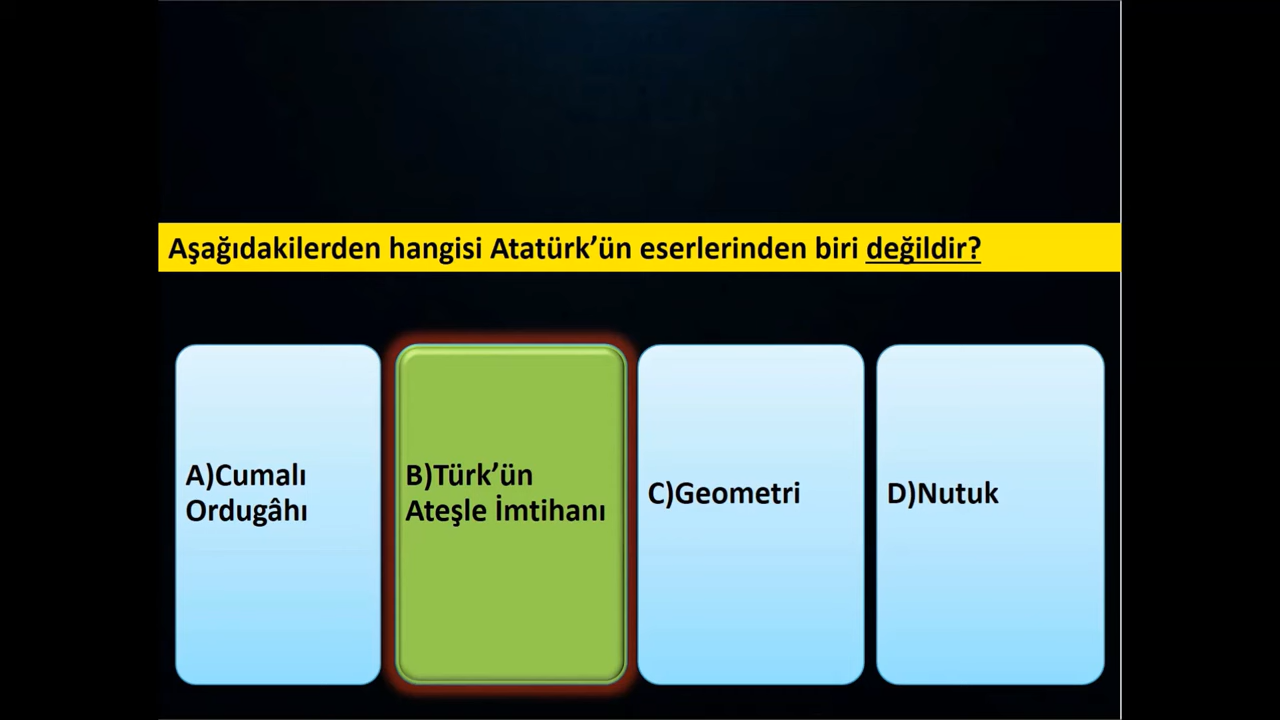 Aşağıdakilerden hangisi Atatürk’ün eserlerinden biri değildir?
A)Cumalı
Ordugâhı
B)Türk’ün
Ateşle İmtihanı
C)Geometri
D)Nutuk